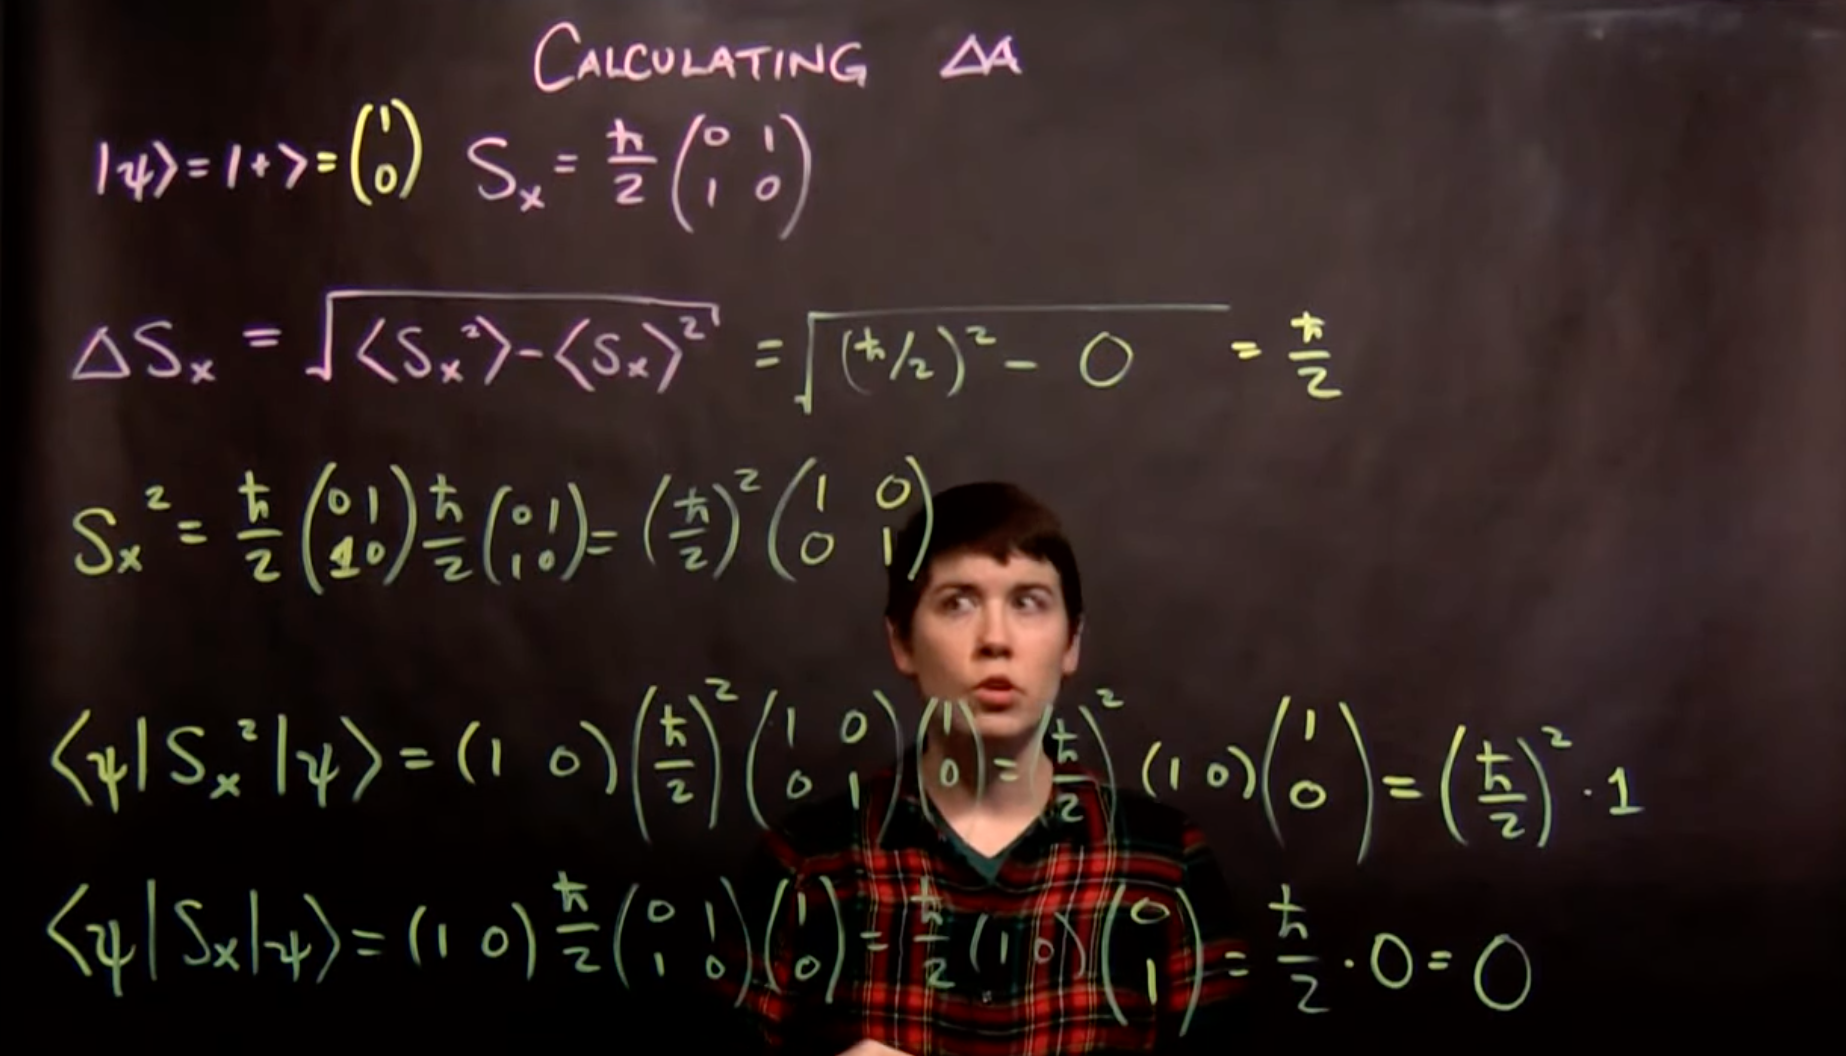 CALCULATING ΔA
|ψ⟩ = |+⟩ = (1 0) Sₓ = ħ/2 (0 1 1 0)
ΔSₓ = √(⟨Sₓ²⟩ - ⟨Sₓ⟩²) = √((ħ/2)² - 0) = ħ/2
Sₓ² = ħ/2 (0 1 1 0) ħ/2 (0 1 1 0) = (ħ/2)² (1 0 0 1)
⟨ψ|Sₓ²|ψ⟩ = (1 0) (ħ/2)² (1 0 0 1) (1 0) = (ħ/2)² (1 0) (1 0) = (ħ/2)² · 1
⟨ψ|Sₓ|ψ⟩ = (1 0) ħ/2 (0 1 1 0) (1 0) = ħ/2 (1 0) (0 1) = ħ/2 · 0 = 0